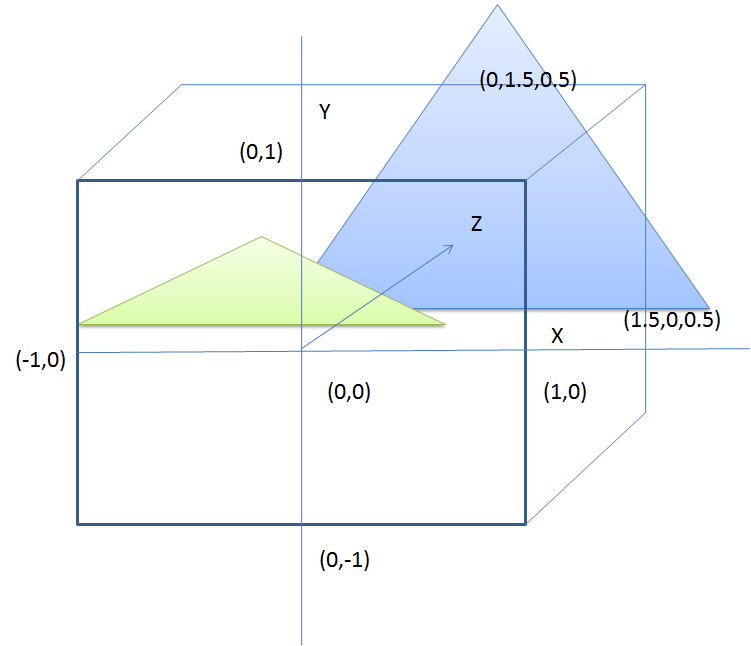 (0,1.5,0.5)
Y
(0,1)
Z
(1.5,0,0.5)
X
(-1,0)
(0,0)
(1,0)
(0,-1)